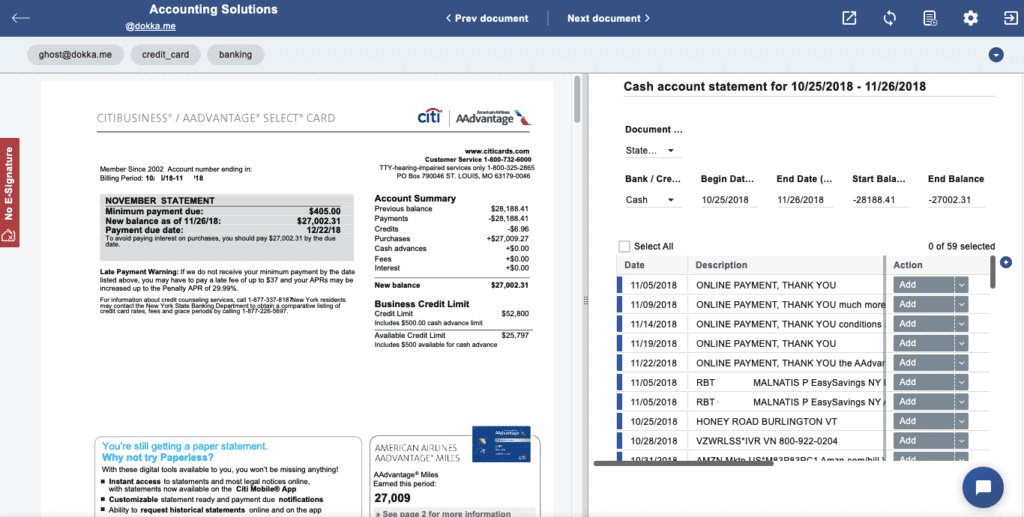 Accounting Solutions
@dokka.me
Prev document
Next document
ghost@dokka.me
credit_card
banking
No E-Signature
CITIBUSINESS® / AADVANTAGE® SELECT® CARD
citi
American Airlines
AAdvantage
www.citicards.com
Customer Service 1-800-732-6000
TTY-hearing-impaired services only 1-800-325-2865
PO Box 790046 ST. LOUIS, MO 63179-0046
Member Since 2002 Account number ending in:
Billing Period:
NOVEMBER STATEMENT
Minimum payment due: $405.00
New balance as of 11/26/18: $27,002.31
Payment due date: 12/22/18
To avoid paying interest on purchases, you should pay $27,002.31 by the due
date.
Late Payment Warning: If we do not receive your minimum payment by the date
listed above, you may have to pay a late fee of up to $37 and your APRs may be
increased up to the Penalty APR of 29.99%.
For information about credit counseling services, call 1-877-337-818 New York residents
may contact the New York State Banking Department to obtain a comparative listing of
credit card rates, fees and grace periods by calling 1-877-226-5697.
Account Summary
Previous balance $28,188.41
Payments -$28,188.41
Credits -$6.96
Purchases +$27,009.27
Cash advances +$0.00
Fees +$0.00
Interest +$0.00
New balance $27,002.31
Business Credit Limit
Credit Limit $52,800
Includes $500.00 cash advance limit
Available Credit Limit $25,797
Includes $500 available for cash advance
You're still getting a paper statement.
Why not try Paperless?
With these digital tools available to you, you won't be missing anything!
■ Instant access to statements and most legal notices online,
with statements now available on the Citi Mobile® App
■ Customizable statement ready and payment due notifications
■ Ability to request historical statements online and on the app
AMERICAN AIRLINES
AADVANTAGE® MILES
AAdvantage® Miles
Earned this period:
27,009
» See page 2 for more information
Cash account statement for 10/25/2018 - 11/26/2018
Document ...
State...
Bank / Cre... Begin Dat... End Date (... Start Bala... End Balance
Cash 10/25/2018 11/26/2018 -28188.41 -27002.31
Select All
0 of 59 selected
Date Description Action
11/05/2018 ONLINE PAYMENT, THANK YOU Add
11/09/2018 ONLINE PAYMENT, THANK YOU much more Add
11/14/2018 ONLINE PAYMENT, THANK YOU conditions Add
11/19/2018 ONLINE PAYMENT, THANK YOU Add
11/22/2018 ONLINE PAYMENT, THANK YOU the AAdvar Add
11/05/2018 RBT MALNATIS P EasySavings NY Add
11/05/2018 RBT MALNATIS P EasySavings NY Add
10/25/2018 HONEY ROAD BURLINGTON VT Add
10/28/2018 VZWRLSS*IVR VN 800-922-0204 Add
10/31/2018 Add